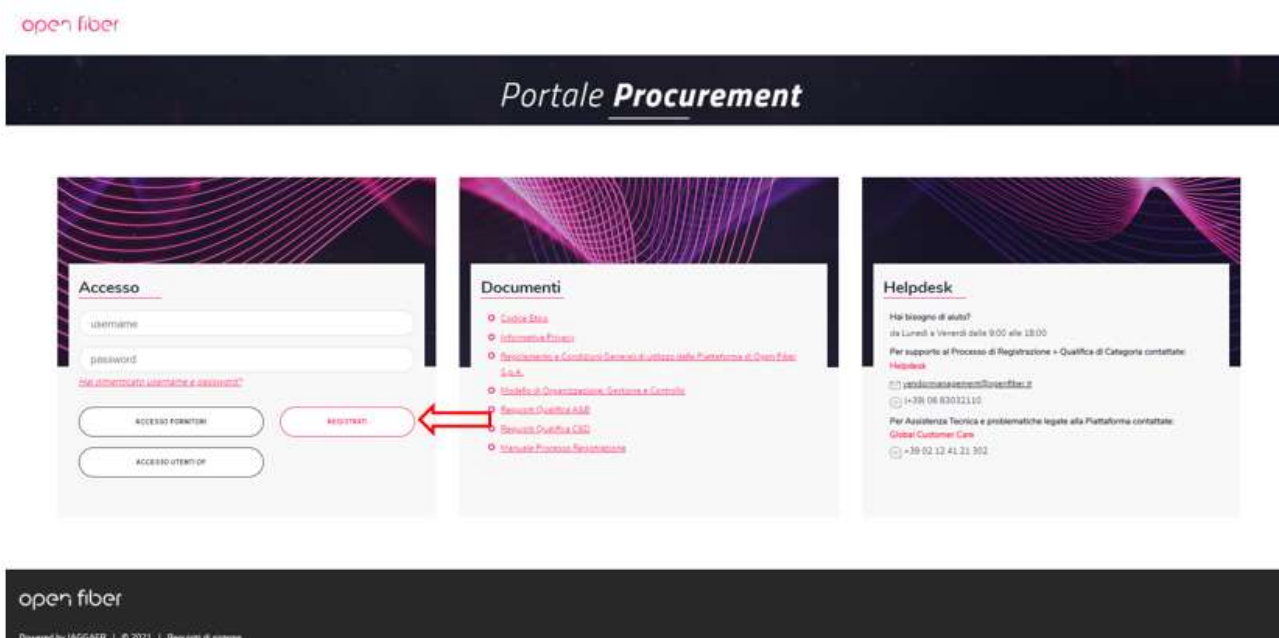 open fiber
Portale Procurement
Accesso
username
password
Hai dimenticato username e password?
ACCESSO FORNITORI
REGISTRATI
ACCESSO UTENTI OF
Documenti
Codice Etico
Informativa Privacy
Regolamento e Condizioni Generali di utilizzo della Piattaforma di Open Fiber
S.p.A.
Modello di Organizzazione, Gestione e Controllo
Requisiti Qualifica A&B
Requisiti Qualifica C&D
Manuale Processo Registrazione
Helpdesk
Hai bisogno di aiuto?
da Lunedì a Venerdì dalle 9:00 alle 18:00
Per supporto al Processo di Registrazione + Qualifica di Categoria contattate:
Helpdesk
vendormanagement@openfiber.it
(+39) 06 83032110
Per Assistenza Tecnica e problematiche legate alla Piattaforma contattate:
Global Customer Care
+39 02 12 41 21 302
open fiber
Powered by JAGGAER | © 2021 | Requisiti di sistema